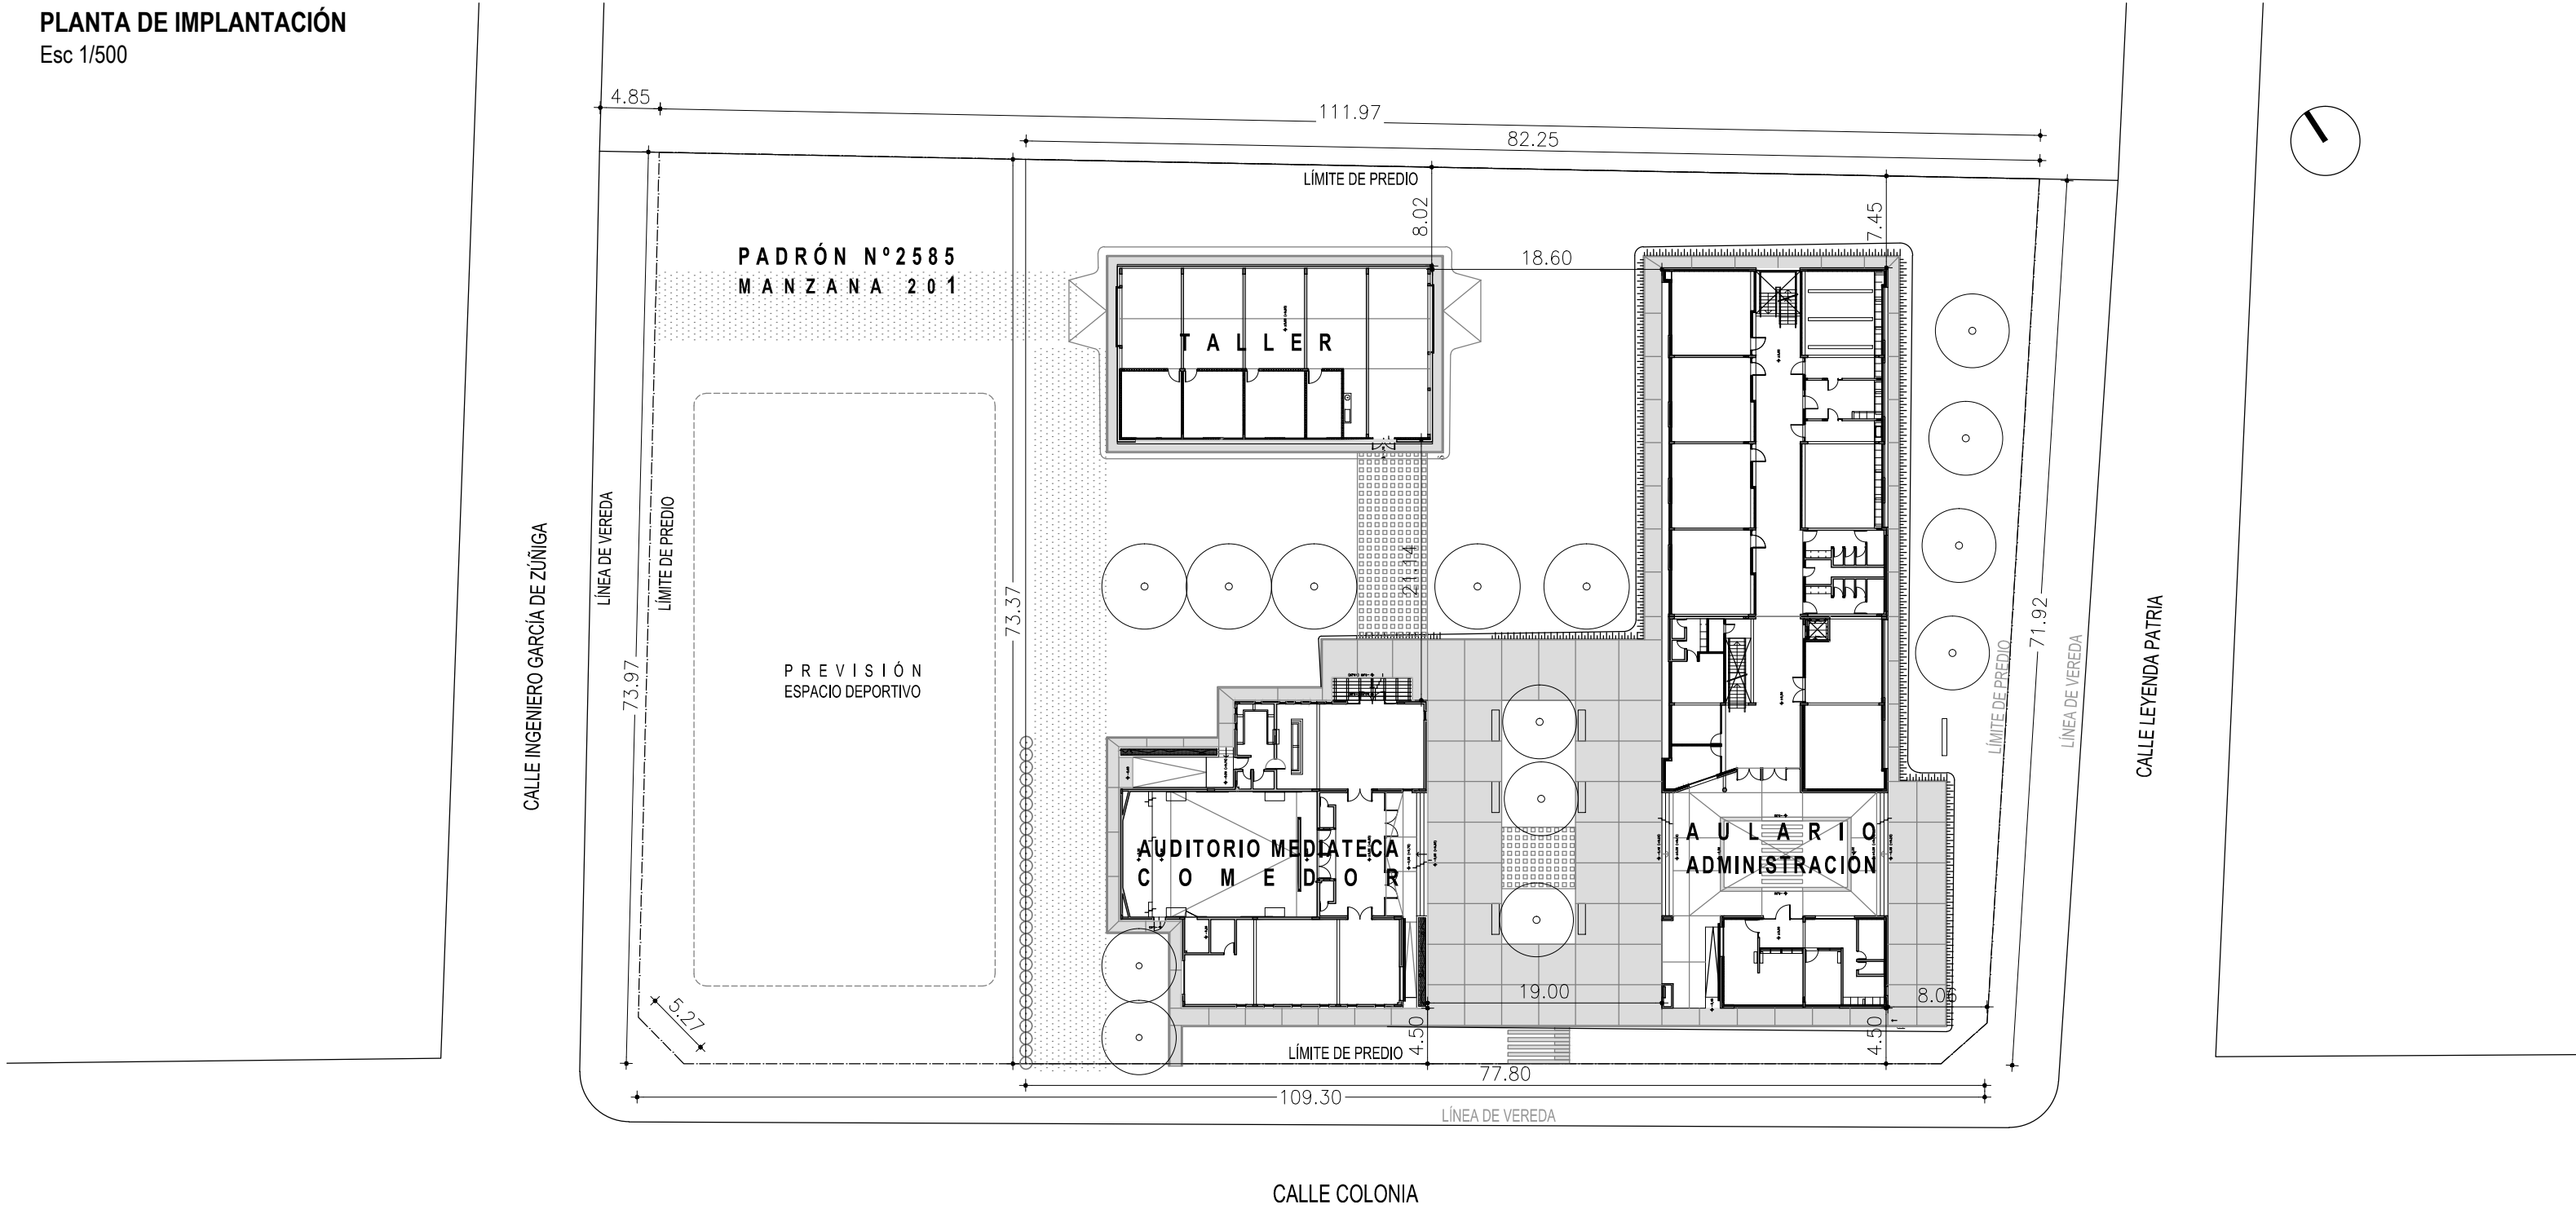 PLANTA DE IMPLANTACIÓN
Esc 1/500
4.85
111.97
82.25
LÍMITE DE PREDIO
8.02
7.45
PADRÓN Nº2585
MANZANA 201
18.60
TALLER
LÍNEA DE VEREDA
LÍMITE DE PREDIO
CALLE INGENIERO GARCÍA DE ZÚÑIGA
73.97
73.37
21.14
PREVISIÓN
ESPACIO DEPORTIVO
71.92
LÍMITE DE PREDIO
LÍNEA DE VEREDA
CALLE LEYENDA PATRIA
AUDITORIO MEDIATECA
COMEDOR
AULARIO
ADMINISTRACIÓN
5.27
19.00
8.06
4.50
4.50
LÍMITE DE PREDIO
77.80
109.30
LÍNEA DE VEREDA
CALLE COLONIA